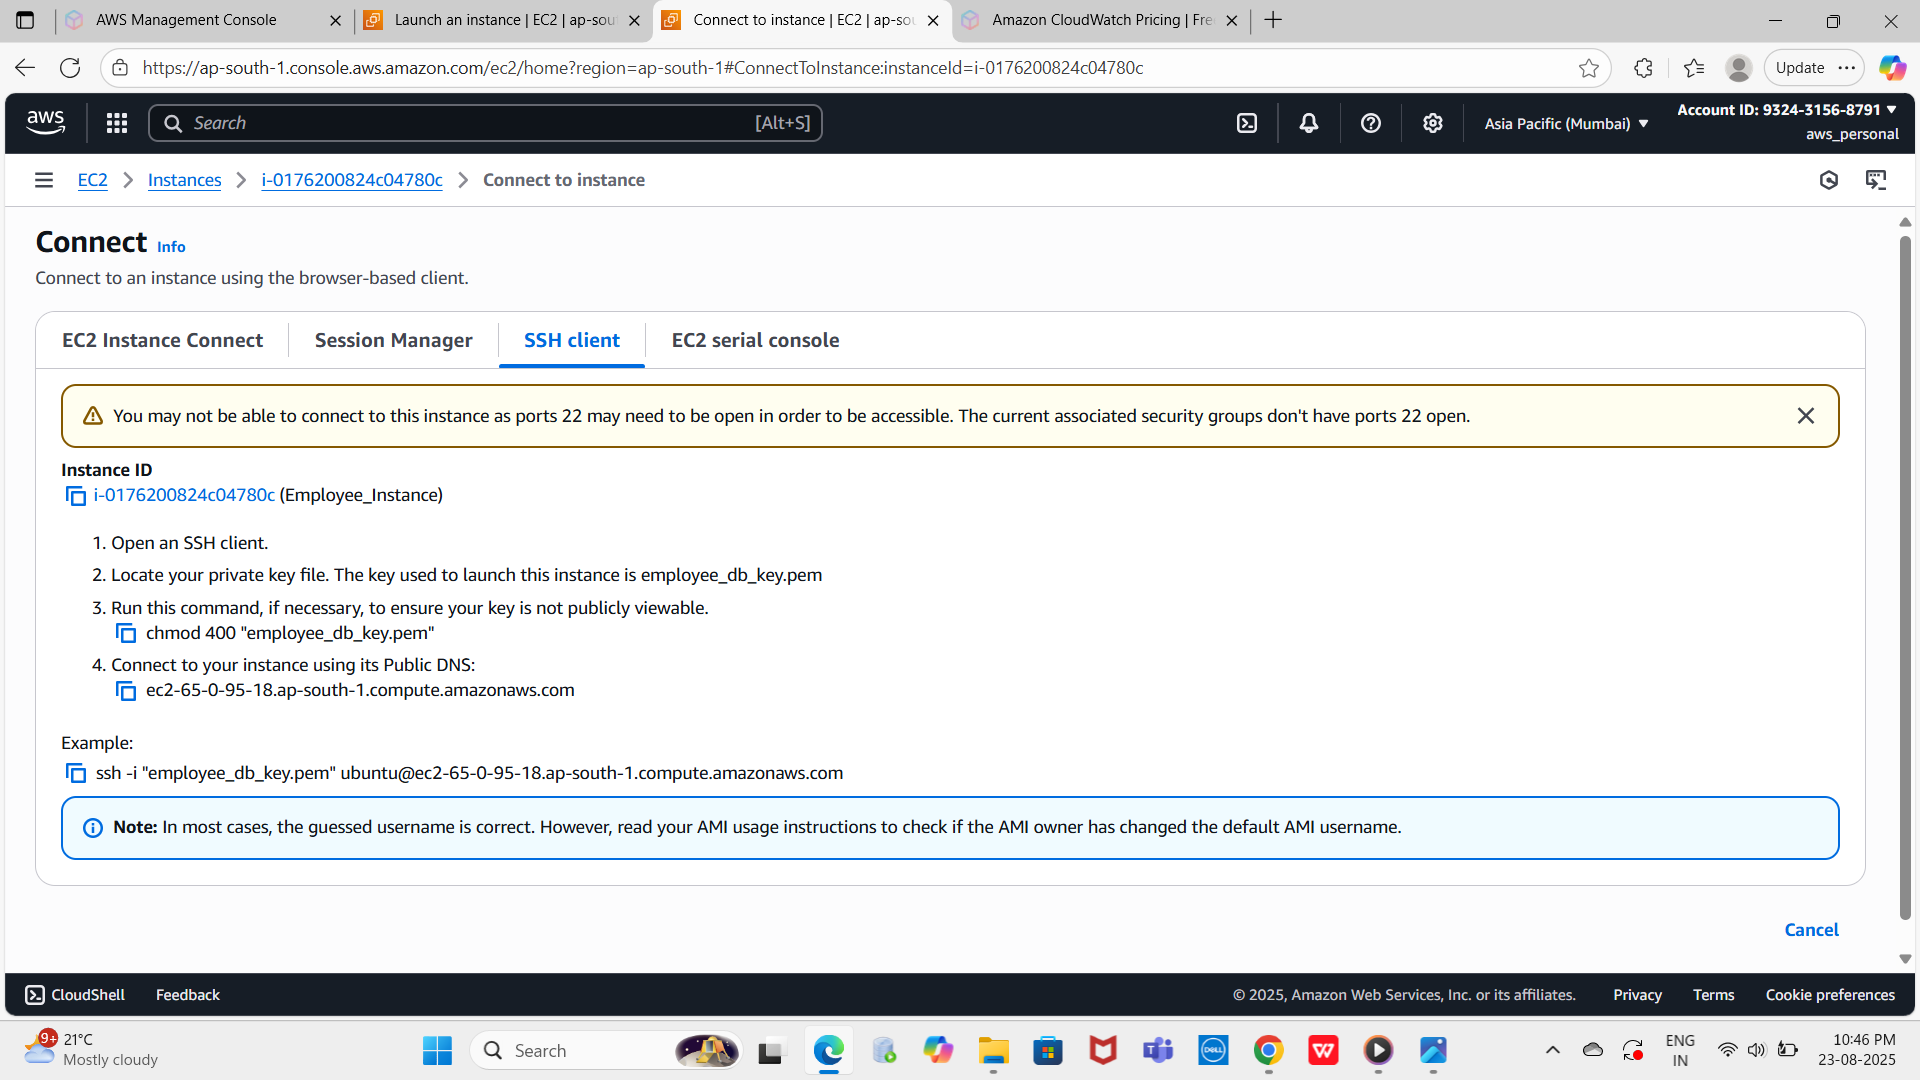 AWS Management Console
Launch an instance | EC2 | ap-sou
Connect to instance | EC2 | ap-so
Amazon CloudWatch Pricing | Fre
https://ap-south-1.console.aws.amazon.com/ec2/home?region=ap-south-1#ConnectToInstance:instanceId=i-0176200824c04780c
Update
aws
Search
[Alt+S]
Asia Pacific (Mumbai)
Account ID: 9324-3156-8791
aws_personal
EC2
Instances
i-0176200824c04780c
Connect to instance
Connect Info
Connect to an instance using the browser-based client.
EC2 Instance Connect
Session Manager
SSH client
EC2 serial console
You may not be able to connect to this instance as ports 22 may need to be open in order to be accessible. The current associated security groups don't have ports 22 open.
Instance ID
i-0176200824c04780c (Employee_Instance)
1. Open an SSH client.
2. Locate your private key file. The key used to launch this instance is employee_db_key.pem
3. Run this command, if necessary, to ensure your key is not publicly viewable.
chmod 400 "employee_db_key.pem"
4. Connect to your instance using its Public DNS:
ec2-65-0-95-18.ap-south-1.compute.amazonaws.com
Example:
ssh -i "employee_db_key.pem" ubuntu@ec2-65-0-95-18.ap-south-1.compute.amazonaws.com
Note: In most cases, the guessed username is correct. However, read your AMI usage instructions to check if the AMI owner has changed the default AMI username.
Cancel
CloudShell
Feedback
© 2025, Amazon Web Services, Inc. or its affiliates.
Privacy
Terms
Cookie preferences
9+
21°C
Mostly cloudy
Search
DELL
W
ENG
IN
10:46 PM
23-08-2025